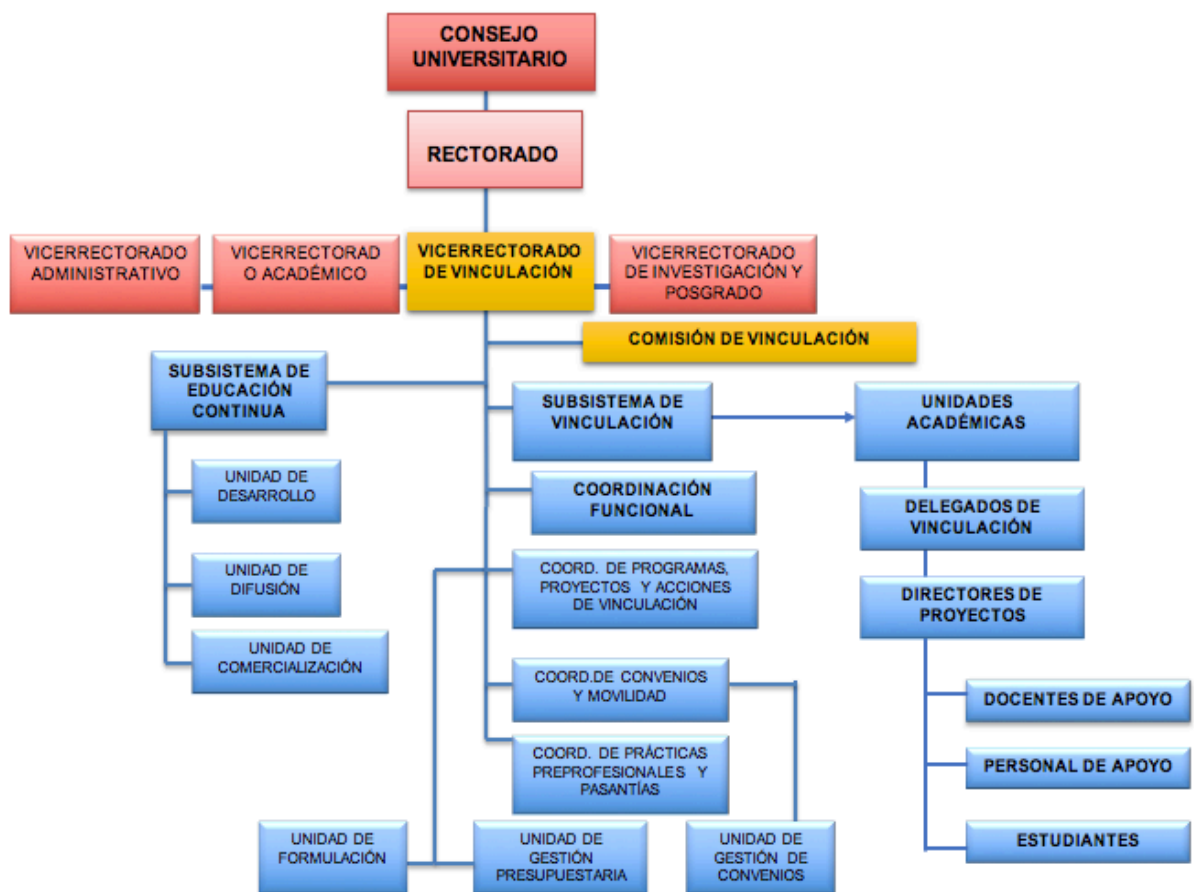 CONSEJO
UNIVERSITARIO
RECTORADO
VICERRECTORADO
ADMINISTRATIVO
VICERRECTORAD
O ACADÉMICO
VICERRECTORADO
DE VINCULACIÓN
VICERRECTORADO
DE INVESTIGACIÓN Y
POSGRADO
COMISIÓN DE VINCULACIÓN
SUBSISTEMA DE
EDUCACIÓN
CONTINUA
SUBSISTEMA DE
VINCULACIÓN
UNIDADES
ACADÉMICAS
UNIDAD DE
DESARROLLO
COORDINACIÓN
FUNCIONAL
DELEGADOS DE
VINCULACIÓN
UNIDAD DE
DIFUSIÓN
COORD. DE PROGRAMAS,
PROYECTOS Y ACCIONES
DE VINCULACIÓN
DIRECTORES DE
PROYECTOS
UNIDAD DE
COMERCIALIZACIÓN
COORD.DE CONVENIOS
Y MOVILIDAD
DOCENTES DE APOYO
COORD. DE PRÁCTICAS
PREPROFESIONALES Y
PASANTÍAS
PERSONAL DE APOYO
UNIDAD DE
FORMULACIÓN
UNIDAD DE
GESTIÓN
PRESUPUESTARIA
UNIDAD DE
GESTIÓN DE
CONVENIOS
ESTUDIANTES